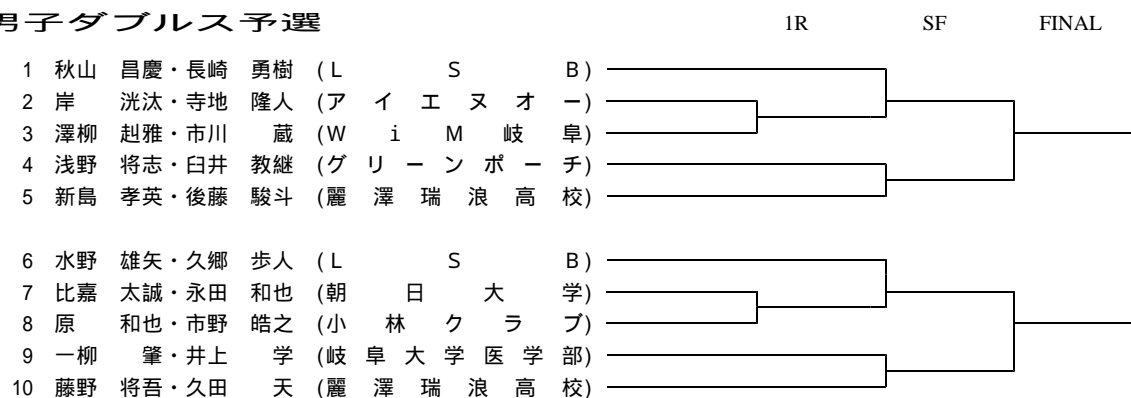 男子ダブルス予選 1R SF FINAL
1 秋山 昌慶・長崎 勇樹 (LSB)
2 岸 洸汰・寺地 隆人 (アイエヌオー)
3 澤柳 赳雅・市川 蔵 (WiM岐阜)
4 浅野 将志・臼井 教継 (グリーンポーチ)
5 新島 孝英・後藤 駿斗 (麗澤瑞浪高校)
6 水野 雄矢・久郷 歩人 (LSB)
7 比嘉 太誠・永田 和也 (朝日大学)
8 原 和也・市野 皓之 (小林クラブ)
9 一柳 肇・井上 学 (岐阜大学医学部)
10 藤野 将吾・久田 天 (麗澤瑞浪高校)